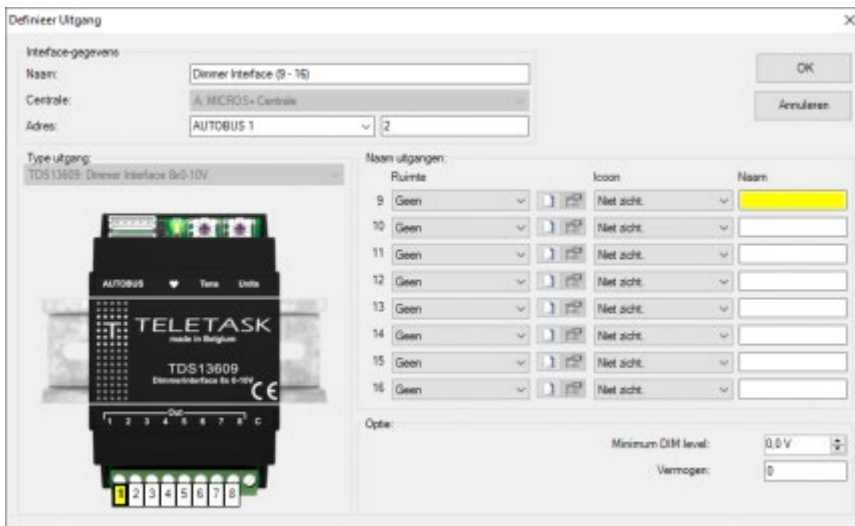 Definieer Uitgang
Interface-gegevens
Naam: Dimmer Interface (9 - 16)
Centrale: A: MICROS+ Centrale
Adres: AUTOBUS 1 2
OK
Annuleren
Type uitgang:
TDS13609: Dimmer Interface 8x0-10V
AUTOBUS Tens Units
TELETASK
made in Belgium
TDS13609
DimmerInterface 8x 0-10V
CE
Out
1 2 3 4 5 6 7 8 C
1 2 3 4 5 6 7 8
Naam uitgangen:
Ruimte Icoon Naam
9 Geen Niet zicht.
10 Geen Niet zicht.
11 Geen Niet zicht.
12 Geen Niet zicht.
13 Geen Niet zicht.
14 Geen Niet zicht.
15 Geen Niet zicht.
16 Geen Niet zicht.
Optie:
Minimum DIM level: 0,0 V
Vermogen: 0